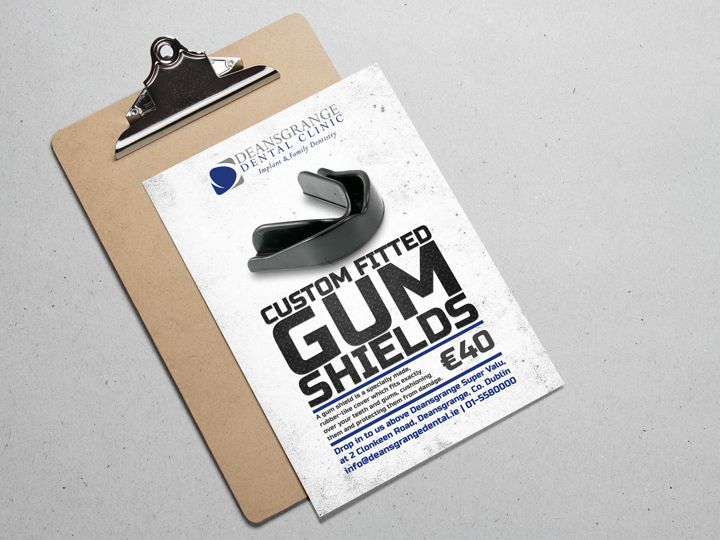 DEANSGRANGE
DENTAL CLINIC
Implant & Family Dentistry
CUSTOM FITTED
GUM
SHIELDS
A gum shield is a specially made,
rubber-like cover which fits exactly
over your teeth and gums, cushioning
them and protecting them from damage.
€40
Drop in to us above Deansgrange Super Valu,
at 2 Clonkeen Road, Deansgrange, Co. Dublin
info@deansgrangedental.ie | 01-5580000